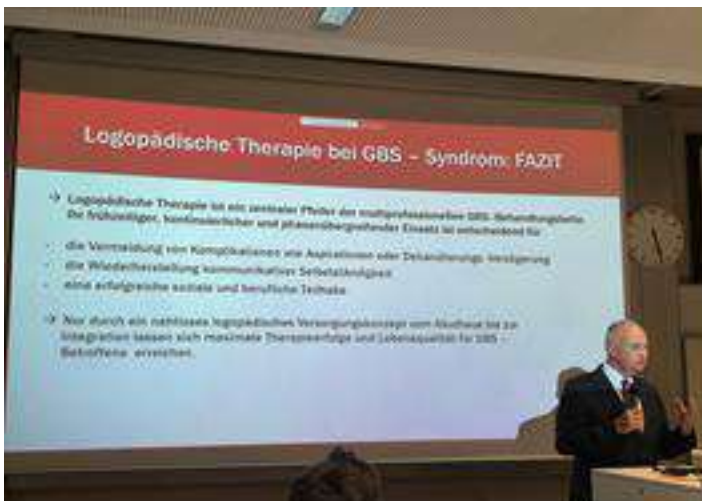 Logopädische Therapie bei GBS – Syndrom: FAZIT
→ Logopädische Therapie ist ein zentraler Pfeiler der multiprofessionellen GBS-Behandlungskette.
Ihr frühzeitiger, kontinuierlicher und phasenübergreifender Einsatz ist entscheidend für
- die Vermeidung von Komplikationen wie Aspirationen oder Dekanülierungs-Verzögerung
- die Wiederherstellung kommunikativer Selbstständigkeit
- eine erfolgreiche soziale und berufliche Teilhabe
→ Nur durch ein nahtloses logopädisches Versorgungskonzept vom Akuthaus bis zur
Integration lassen sich maximale Therapieerfolge und Lebensqualität für GBS –
Betroffene erreichen.